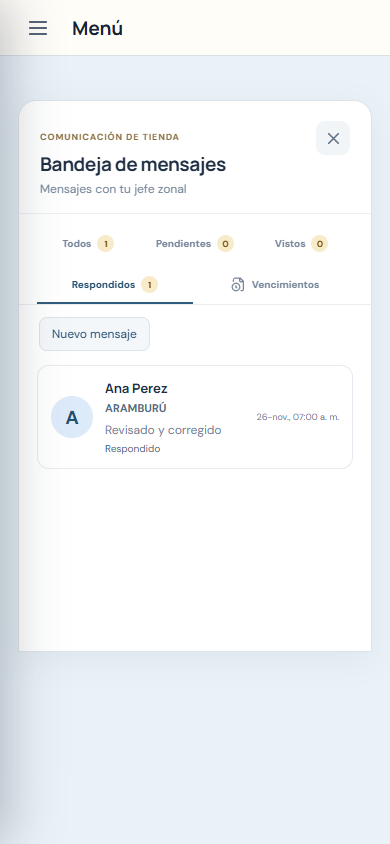 Menú
COMUNICACIÓN DE TIENDA
Bandeja de mensajes
Mensajes con tu jefe zonal
Todos 1 Pendientes 0 Vistos 0
Respondidos 1 Vencimientos
Nuevo mensaje
Ana Perez
ARAMBURÚ
A
26-nov., 07:00 a. m.
Revisado y corregido
Respondido